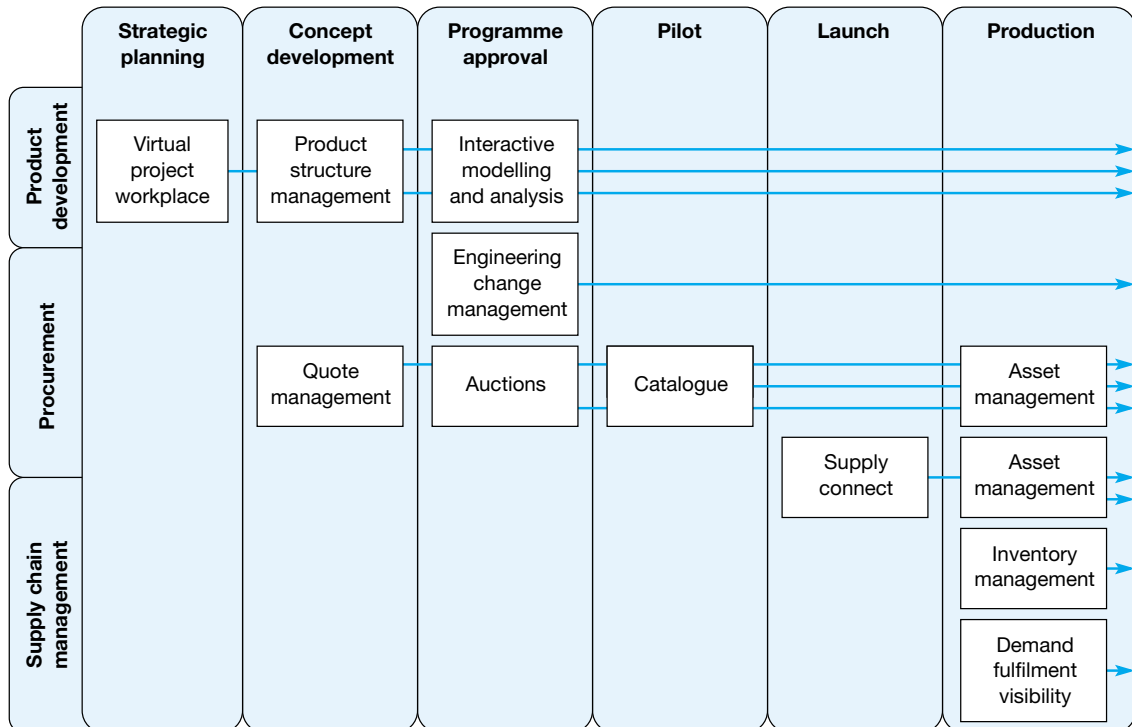 Strategic
planning
Concept
development
Programme
approval
Pilot
Launch
Production
Product
development
Virtual
project
workplace
Product
structure
management
Interactive
modelling
and analysis
Procurement
Engineering
change
management
Quote
management
Auctions
Catalogue
Asset
management
Supply chain
management
Supply
connect
Asset
management
Inventory
management
Demand
fulfilment
visibility